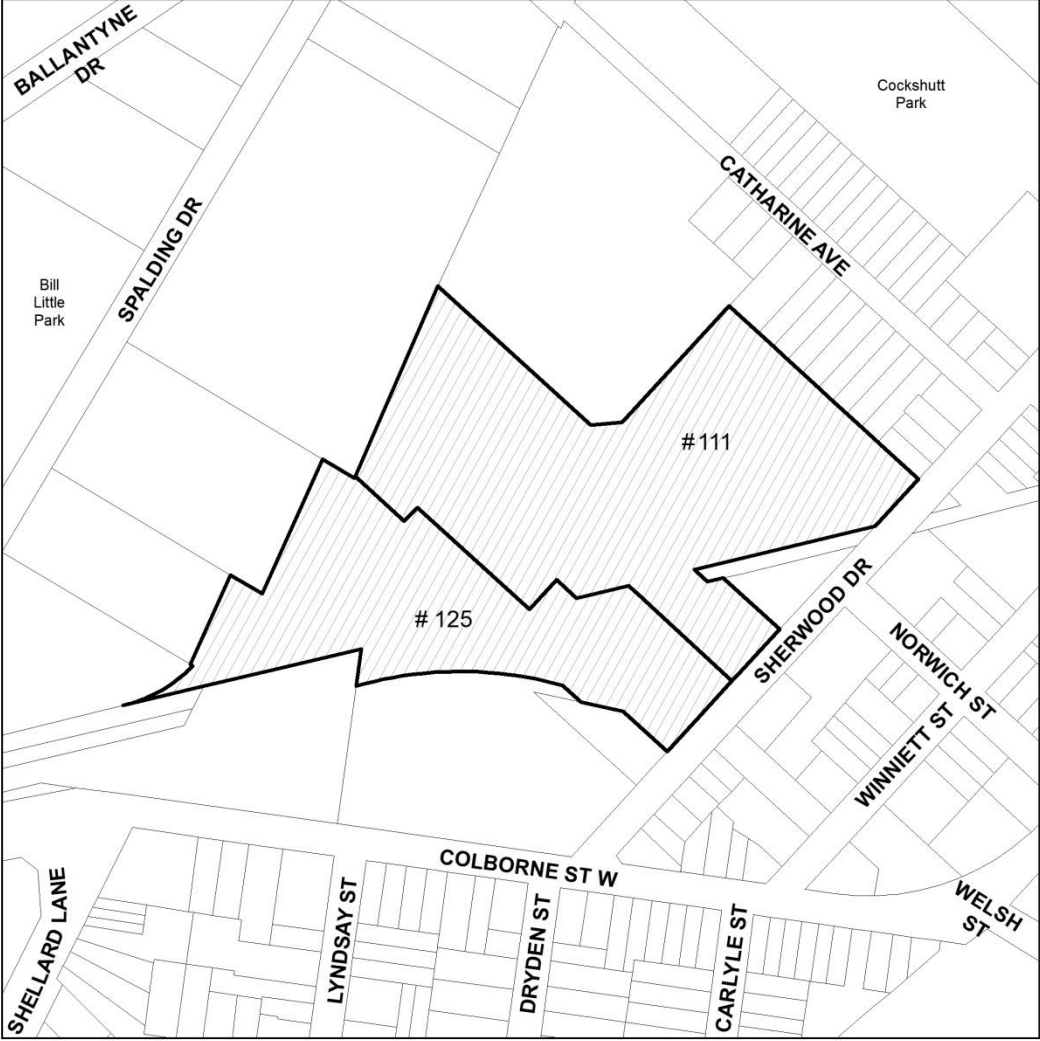 BALLANTYNE
DR
Cockshutt
Park
CATHARINE AVE
SPALDING DR
Bill
Little
Park
#111
# 125
SHERWOOD DR
NORWICH ST
WINNIETT ST
COLBORNE ST W
WELSH
ST
SHELLARD LANE
LYNDSAY ST
DRYDEN ST
CARLYLE ST